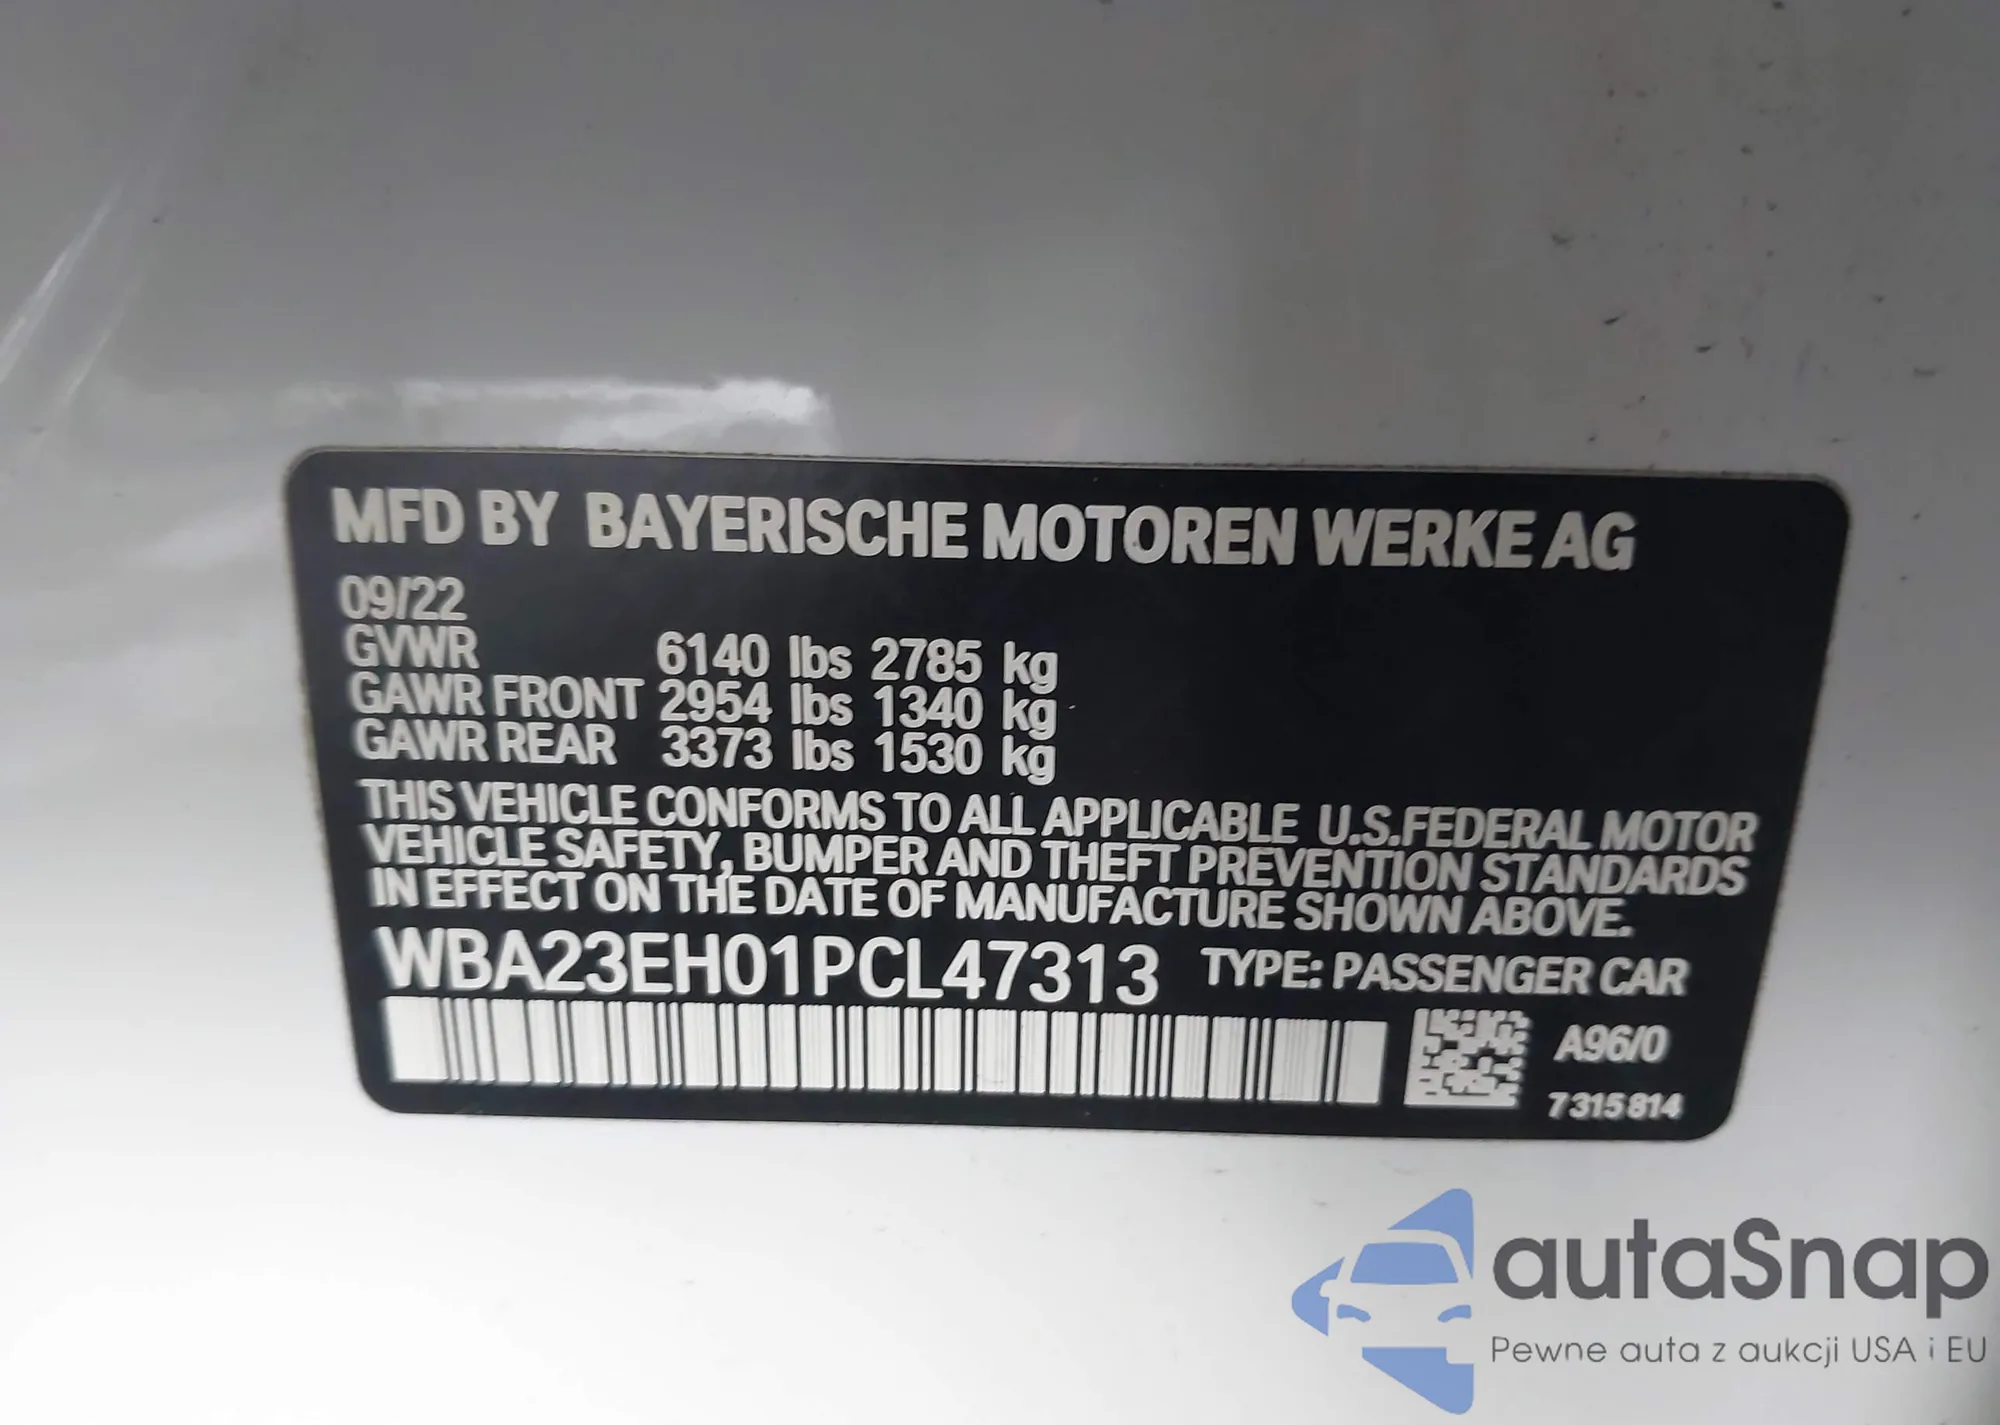 MFD BY BAYERISCHE MOTOREN WERKE AG
09/22
GVWR 6140 lbs 2785 kg
GAWR FRONT 2954 lbs 1340 kg
GAWR REAR 3373 lbs 1530 kg
THIS VEHICLE CONFORMS TO ALL APPLICABLE U.S.FEDERAL MOTOR
VEHICLE SAFETY, BUMPER AND THEFT PREVENTION STANDARDS
IN EFFECT ON THE DATE OF MANUFACTURE SHOWN ABOVE.
WBA23EH01PCL47313 TYPE: PASSENGER CAR
A96/0
7315814
autaSnap
Pewne auta z aukcji USA i EU